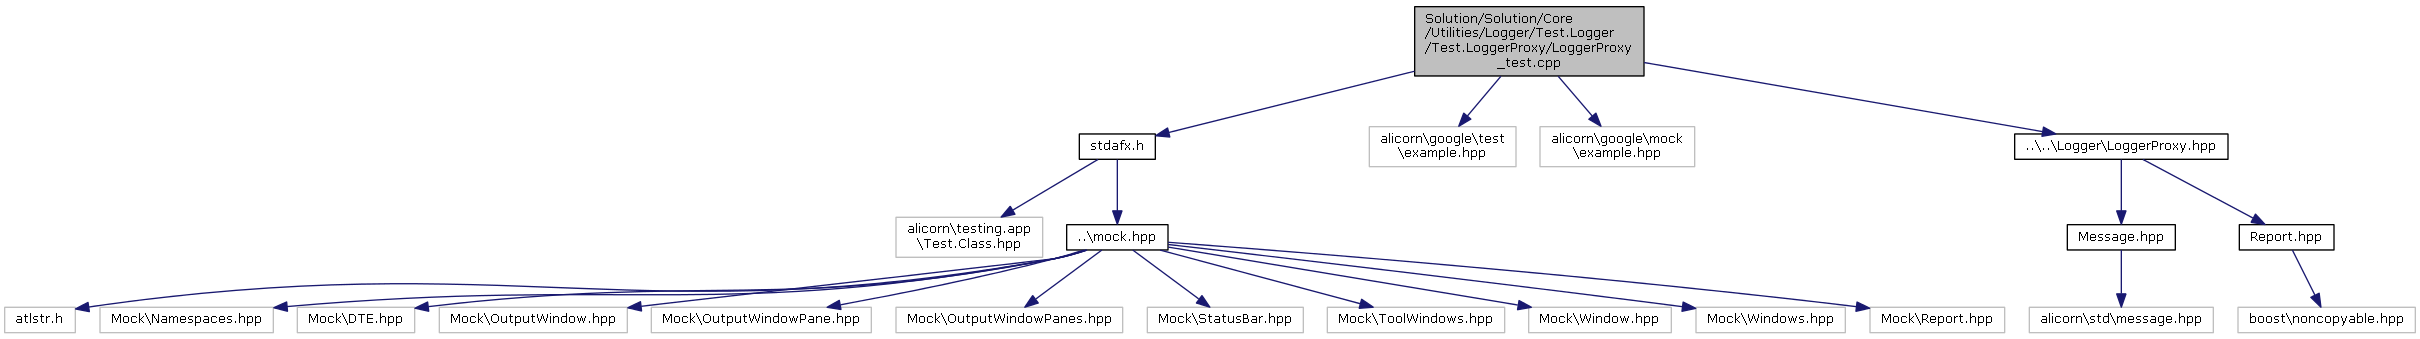 Solution/Solution/Core
/Utilities/Logger/Test.Logger
/Test.LoggerProxy/LoggerProxy
_test.cpp
stdafx.h
alicorn\google\test
\example.hpp
alicorn\google\mock
\example.hpp
..\..\Logger\LoggerProxy.hpp
alicorn\testing.app
\Test.Class.hpp
..\mock.hpp
Message.hpp
Report.hpp
atlstr.h
Mock\Namespaces.hpp
Mock\DTE.hpp
Mock\OutputWindow.hpp
Mock\OutputWindowPane.hpp
Mock\OutputWindowPanes.hpp
Mock\StatusBar.hpp
Mock\ToolWindows.hpp
Mock\Window.hpp
Mock\Windows.hpp
Mock\Report.hpp
alicorn\std\message.hpp
boost\noncopyable.hpp